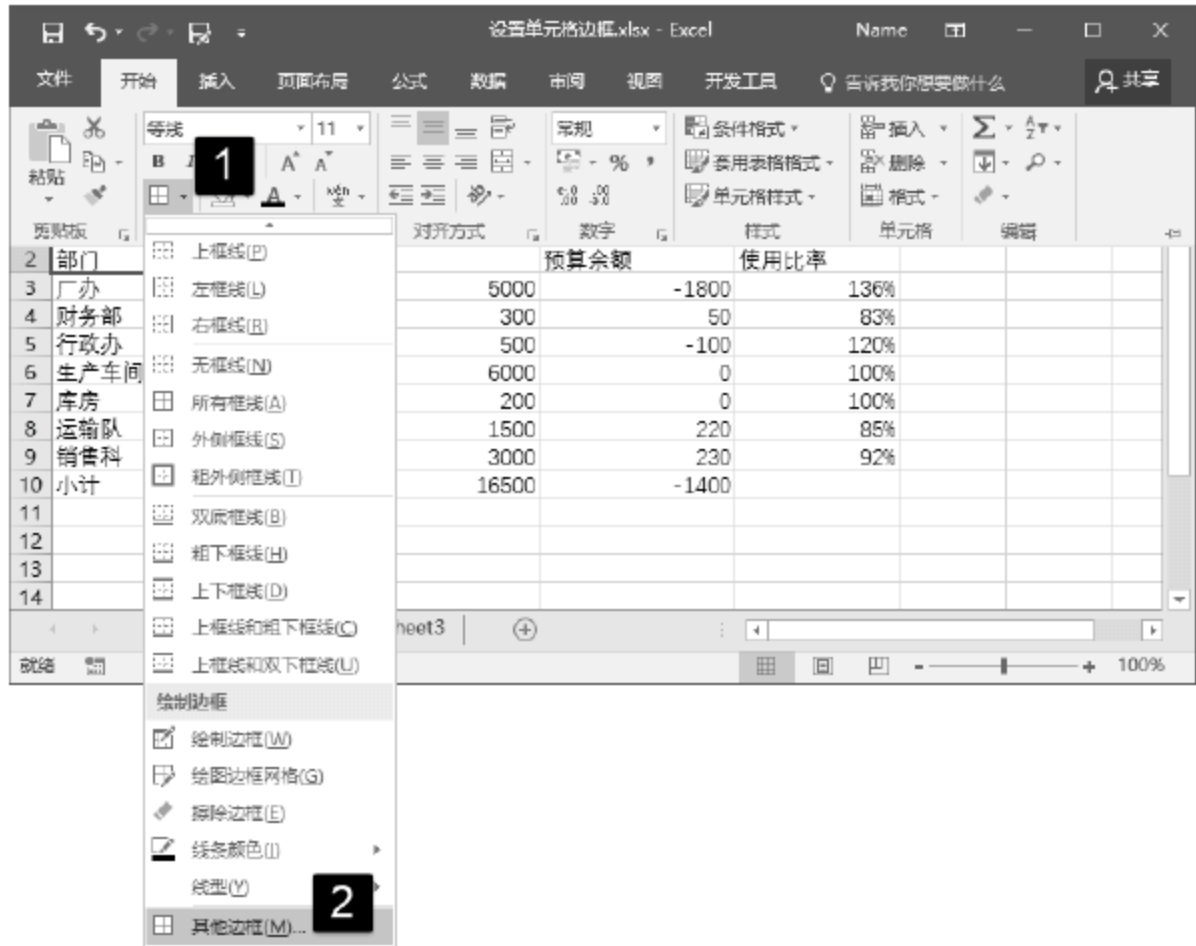 设置单元格边框.xlsx - Excel Name
文件 开始 插入 页面布局 公式 数据 审阅 视图 开发工具 告诉我你想要做什么 共享
等线 11 常规 条件格式 插入
B 1 A A % 套用表格格式 删除
粘贴 A wén 文 .00 单元格样式 格式
剪贴板 对齐方式 数字 样式 单元格 编辑
2 部门 预算余额 使用比率
3 厂办 5000 -1800 136%
4 财务部 300 50 83%
5 行政办 500 -100 120%
6 生产车间 6000 0 100%
7 库房 200 0 100%
8 运输队 1500 220 85%
9 销售科 3000 230 92%
10 小计 16500 -1400
11
12
13
14
heet3
就绪 100%
上框线(P)
左框线(L)
右框线(R)
无框线(N)
所有框线(A)
外侧框线(S)
粗外侧框线(T)
双底框线(B)
粗下框线(H)
上下框线(D)
上框线和粗下框线(C)
上框线和双下框线(U)
绘制边框
绘制边框(W)
绘图边框网格(G)
擦除边框(E)
线条颜色(I)
线型(Y)
2
其他边框(M)...